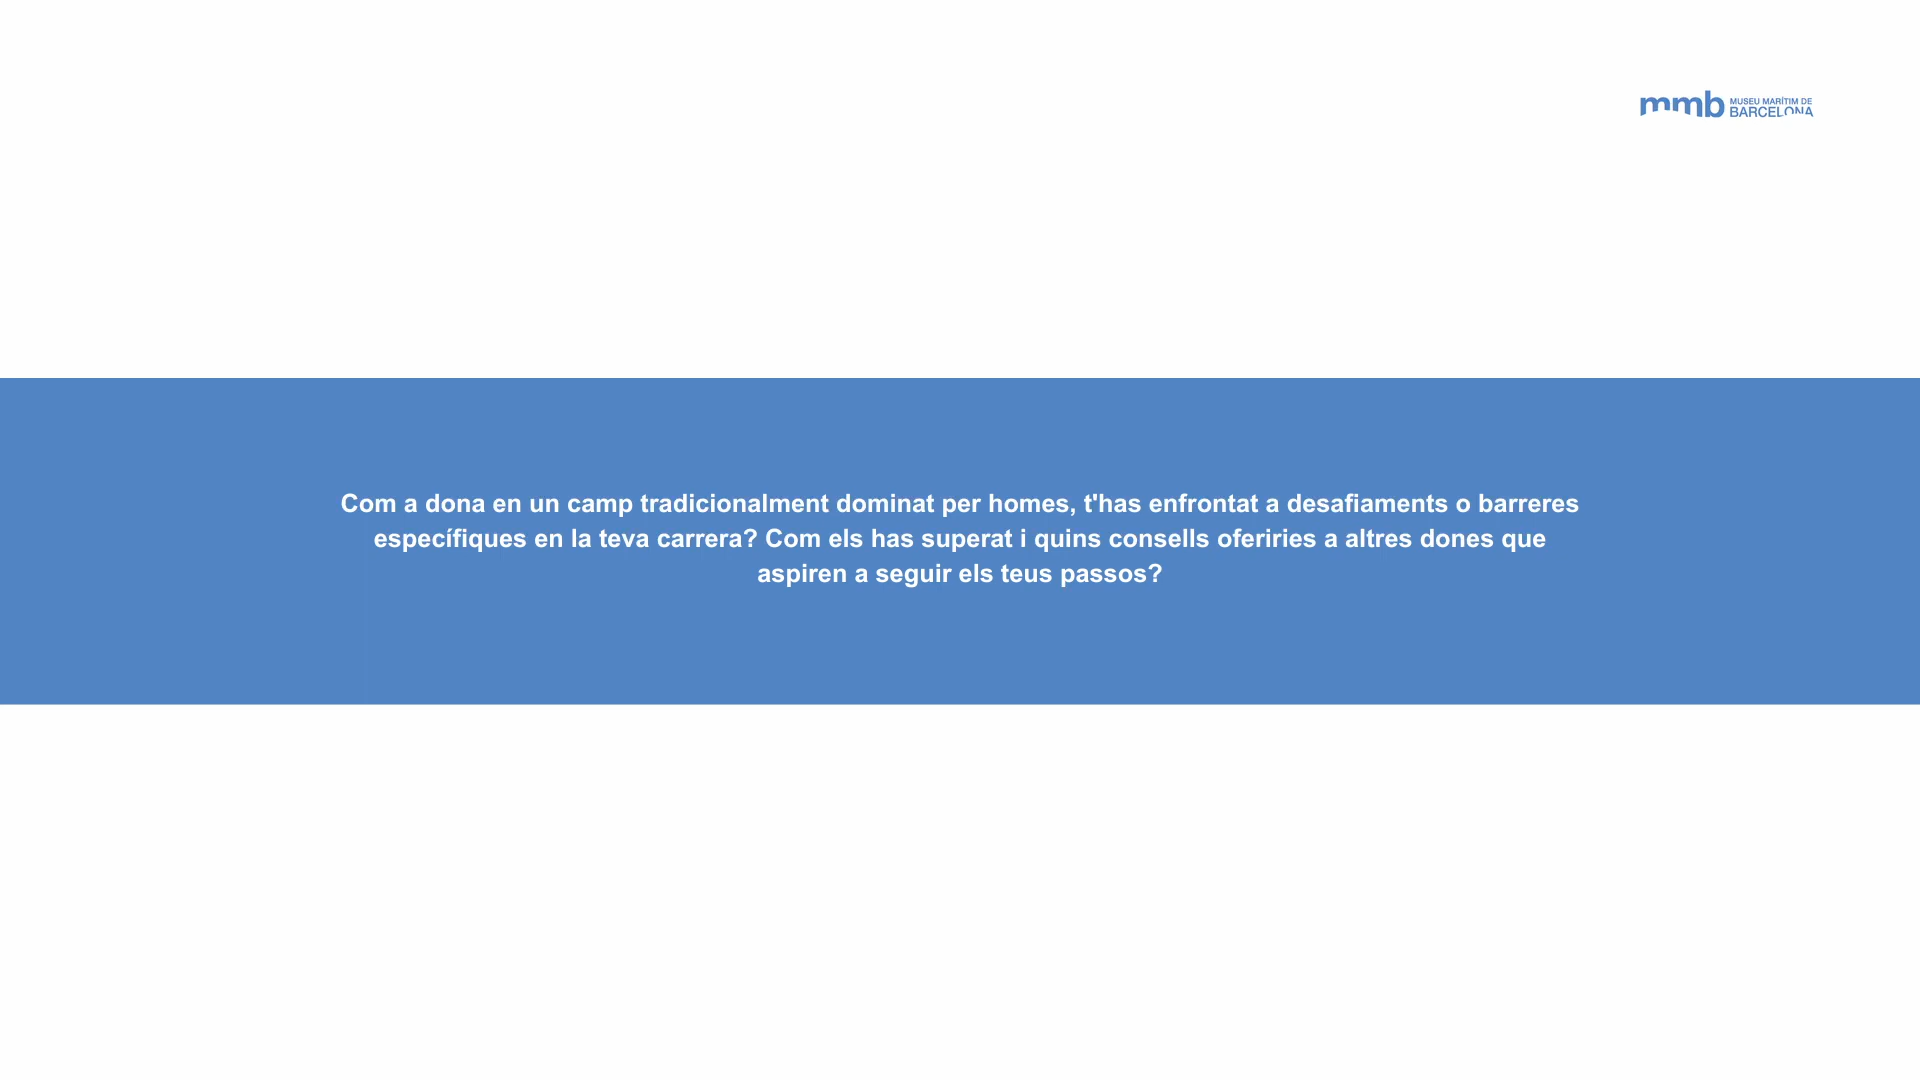 mmb MUSEU MARÍTIM DE
BARCELONA
Com a dona en un camp tradicionalment dominat per homes, t'has enfrontat a desafiaments o barreres
específiques en la teva carrera? Com els has superat i quins consells oferiries a altres dones que
aspiren a seguir els teus passos?